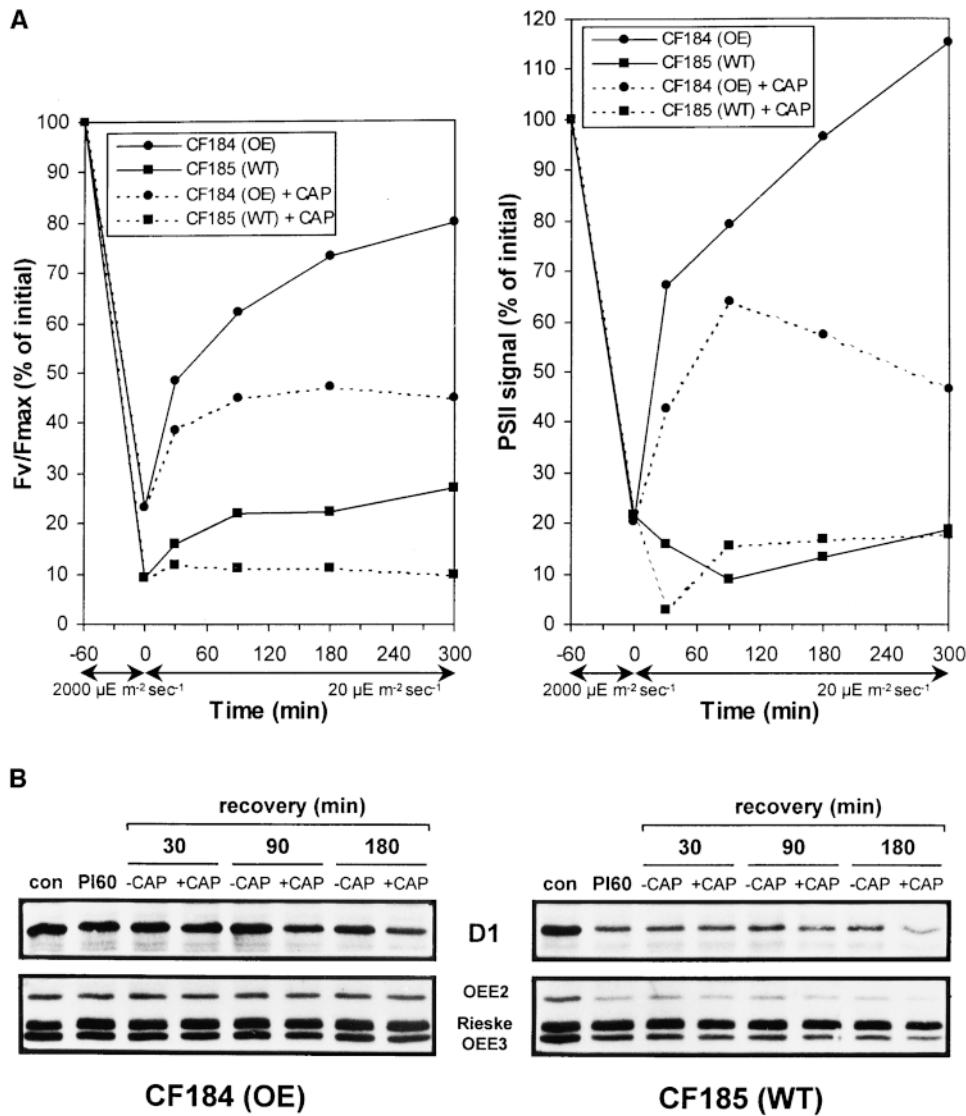 A
CF184 (OE)
CF185 (WT)
CF184 (OE) + CAP
CF185 (WT) + CAP
Fv/Fmax (% of initial)
100
90
80
70
60
50
40
30
20
10
0
-60 0 60 120 180 240 300
2000 µE m-2 sec-1
20 µE m-2 sec-1
Time (min)
CF184 (OE)
CF185 (WT)
CF184 (OE) + CAP
CF185 (WT) + CAP
PSII signal (% of initial)
120
110
100
90
80
70
60
50
40
30
20
10
0
-60 0 60 120 180 240 300
2000 µE m-2 sec-1
20 µE m-2 sec-1
Time (min)
B
recovery (min)
30 90 180
con PI60 -CAP +CAP -CAP +CAP -CAP +CAP
recovery (min)
30 90 180
con PI60 -CAP +CAP -CAP +CAP -CAP +CAP
D1
OEE2
Rieske
OEE3
CF184 (OE)
CF185 (WT)